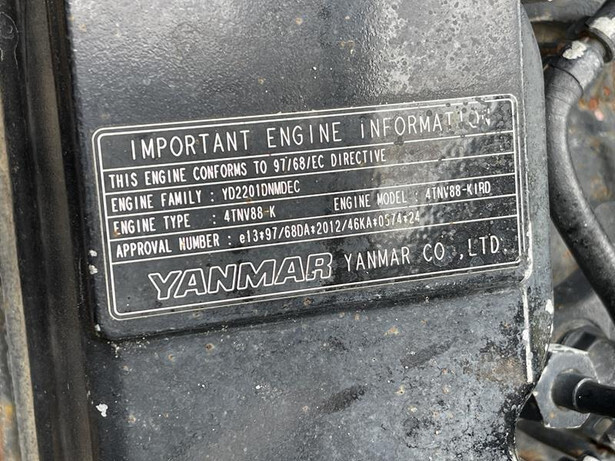 IMPORTANT ENGINE INFORMATION
THIS ENGINE CONFORMS TO 97/68/EC DIRECTIVE
ENGINE FAMILY : YD2201DNMDEC
ENGINE TYPE : 4TNV88-K ENGINE MODEL : 4TNV88-K1RD
APPROVAL NUMBER : e13*97/68DA*2012/46KA*0574*24
YANMAR YANMAR CO.,LTD.